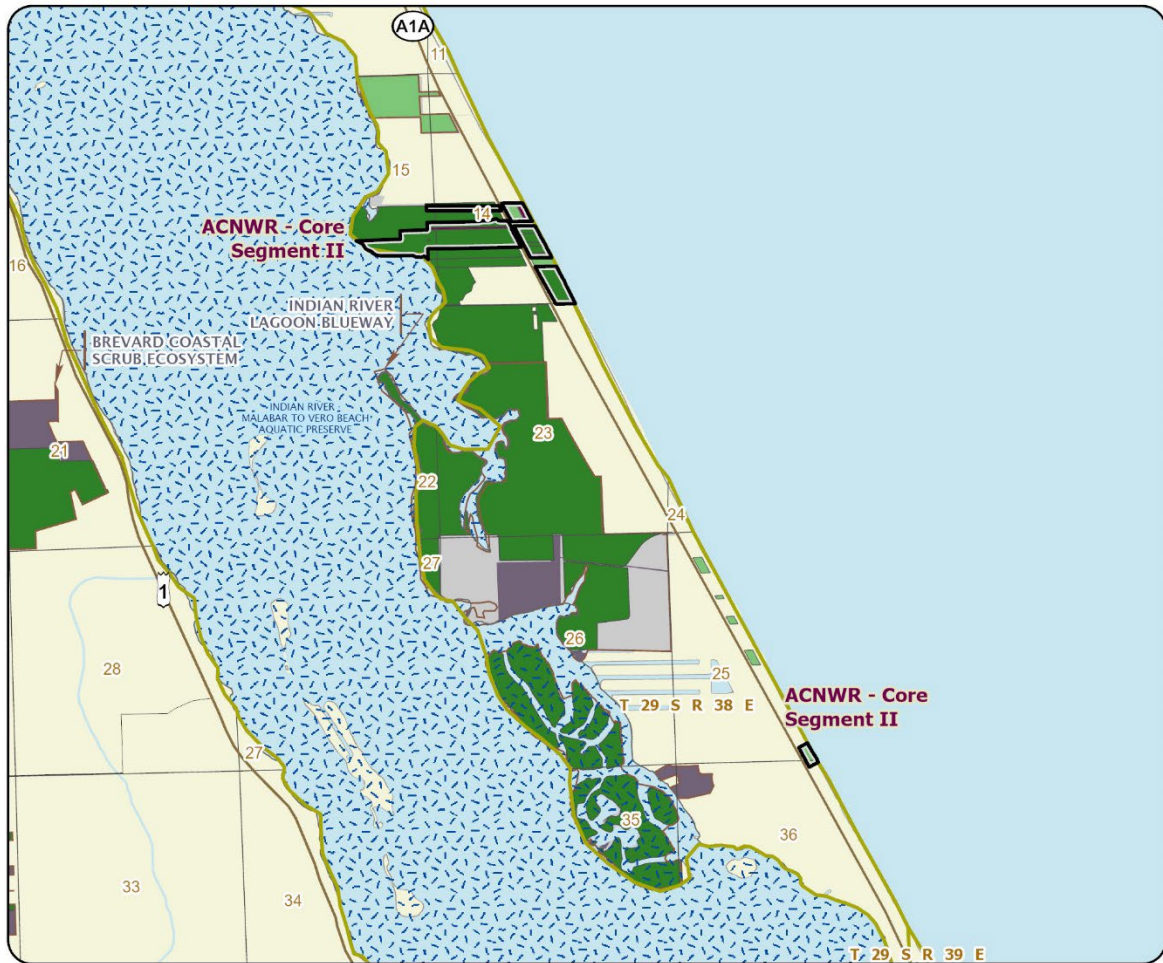 A1A
11
15
14
ACNWR - Core
Segment II
16
INDIAN RIVER
LAGOON BLUEWAY
BREVARD COASTAL
SCRUB ECOSYSTEM
INDIAN RIVER
MALABAR TO VERO BEACH
AQUATIC PRESERVE
23
21
22
24
27
1
26
28
25
ACNWR - Core
Segment II
T 29 S R 38 E
27
35
36
33
34
T 29 S R 39 E